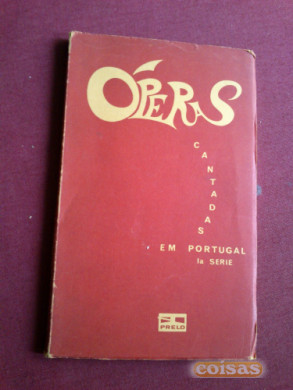 ÓPERAS
CANTADAS
EM PORTUGAL
1a SERIE
PRELO
coisas